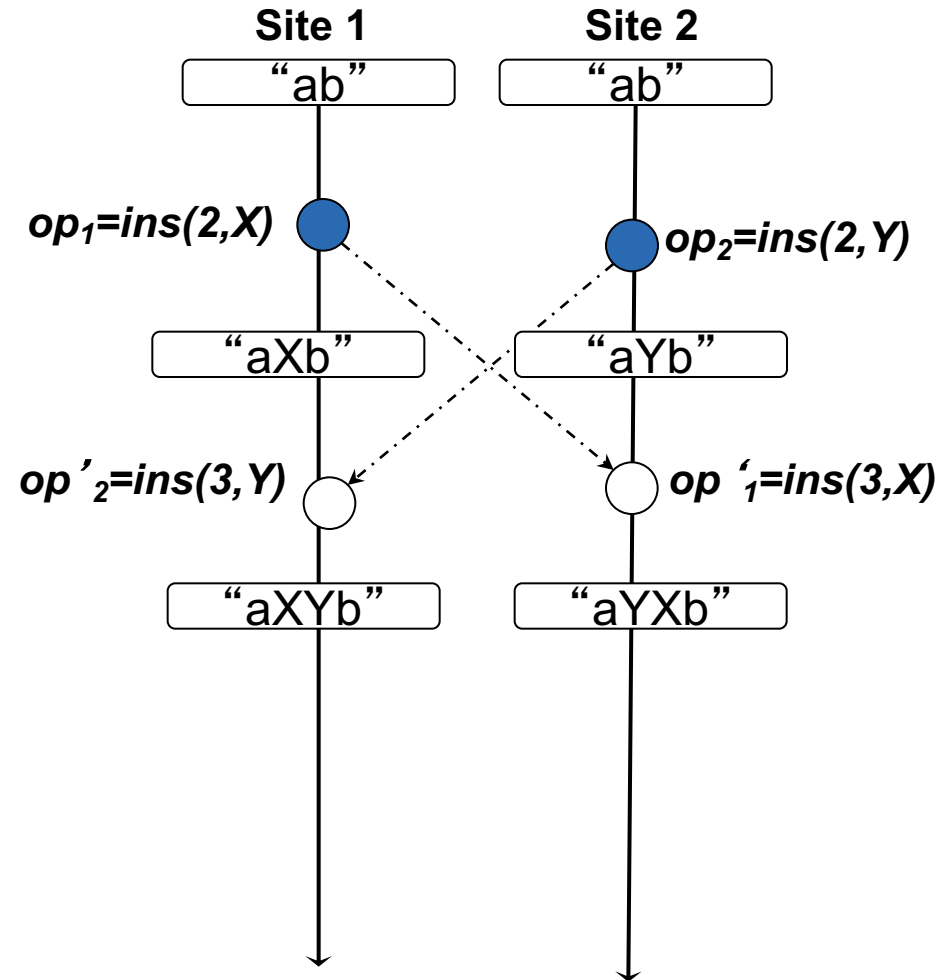 Site 1 Site 2
“ab” “ab”
op₁=ins(2,X) op₂=ins(2,Y)
“aXb” “aYb”
op’₂=ins(3,Y) op‘₁=ins(3,X)
“aXYb” “aYXb”